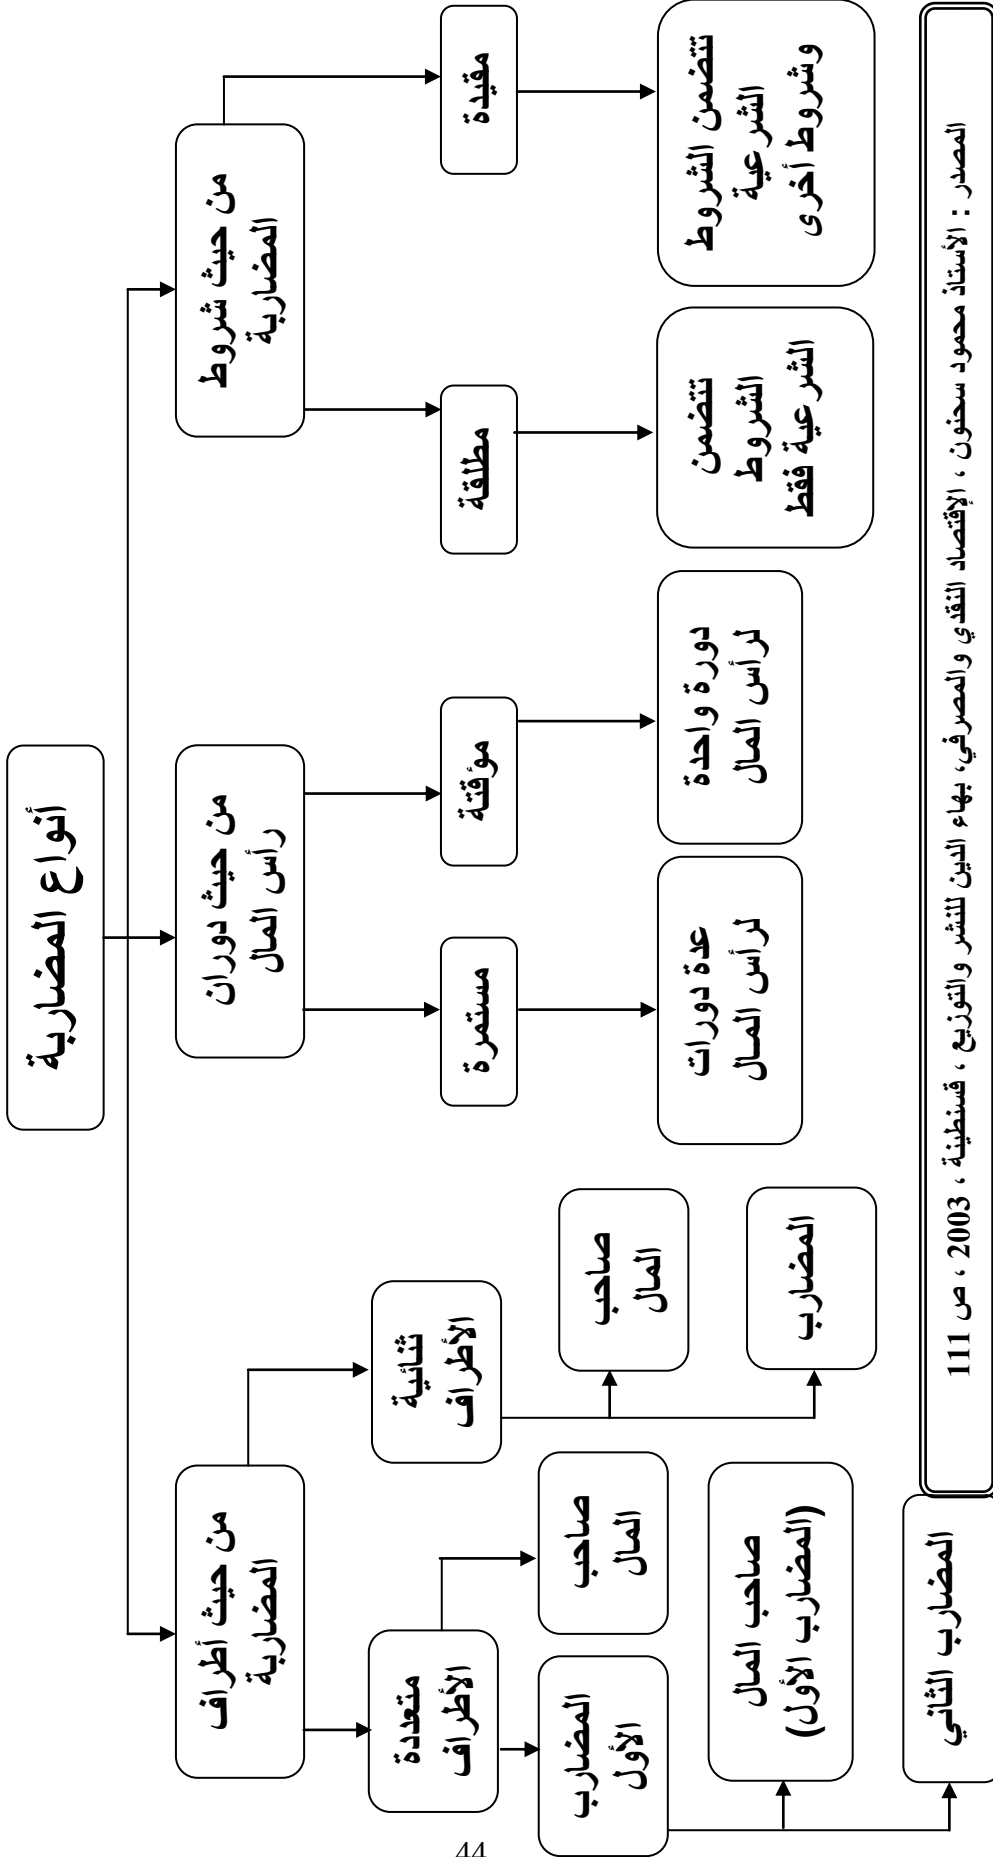 أنواع المضاربة
من حيث شروط
المضاربة
من حيث دوران
رأس المال
من حيث أطراف
المضاربة
مقيدة
مطلقة
مؤقتة
مستمرة
ثنائية
الأطراف
متعددة
الأطراف
تتضمن الشروط
الشرعية
وشروط أخرى
تتضمن
الشروط
الشرعية فقط
دورة واحدة
لرأس المال
عدة دورات
لرأس المال
صاحب
المال
المضارب
صاحب
المال
المضارب
الأول
صاحب المال
(المضارب الأول)
المضارب الثاني
المصدر : الأستاذ محمود سحنون ، الإقتصاد النقدي والمصرفي، بهاء الدين للنشر والتوزيع ، قسنطينة ، 2003 ، ص 111
44